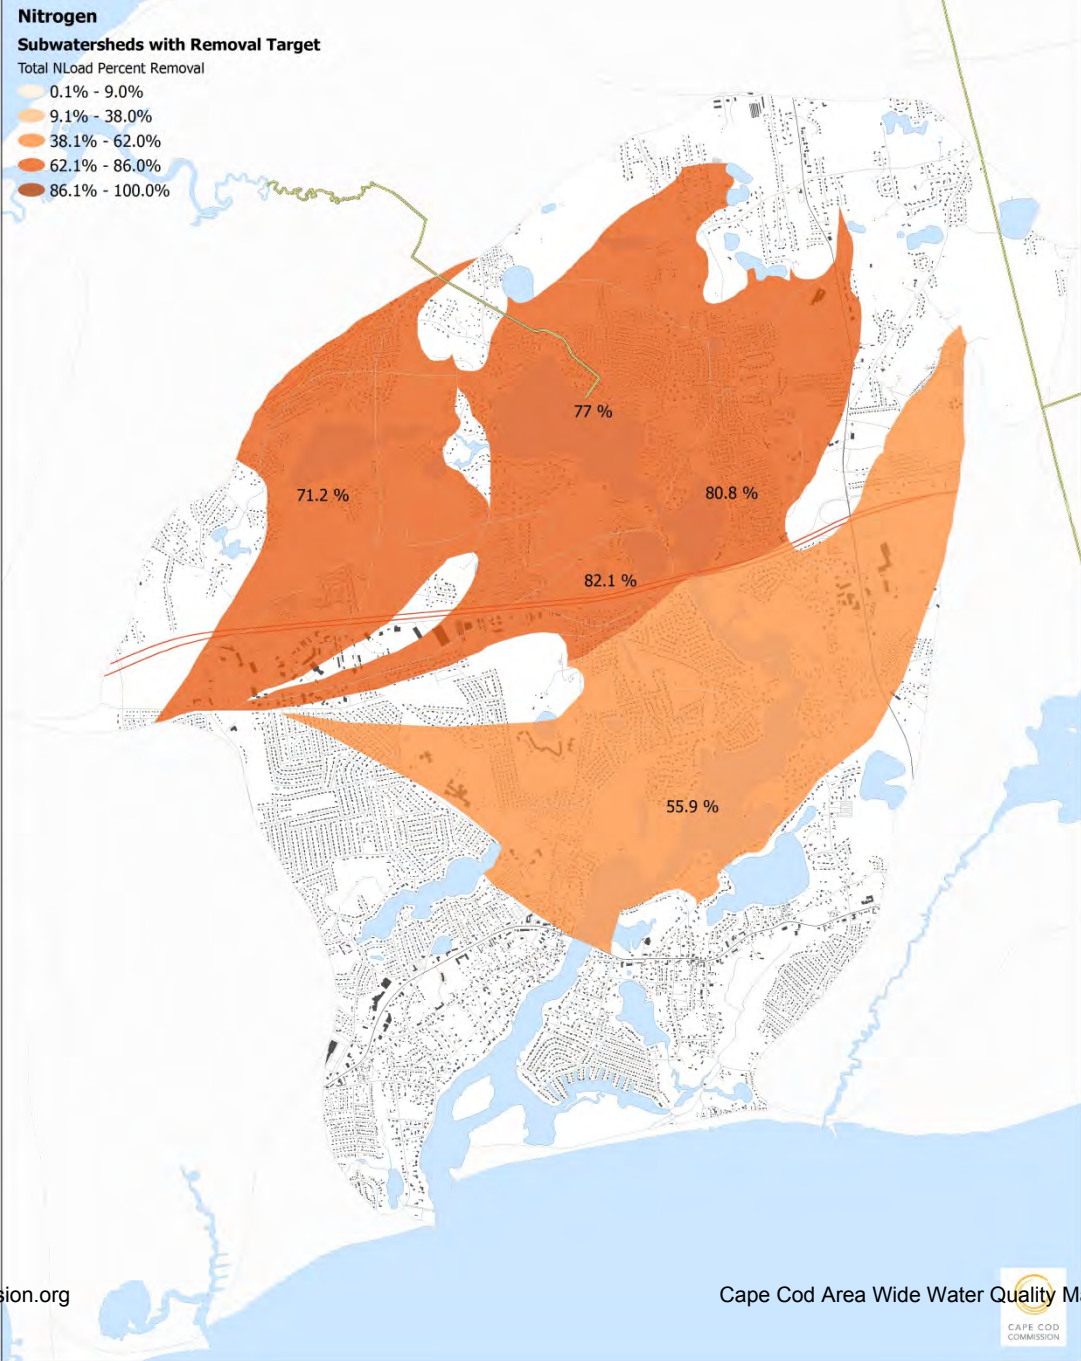 Nitrogen
Subwatersheds with Removal Target
Total NLoad Percent Removal
0.1% - 9.0%
9.1% - 38.0%
38.1% - 62.0%
62.1% - 86.0%
86.1% - 100.0%
77 %
71.2 %
80.8 %
82.1 %
55.9 %
sion.org
Cape Cod Area Wide Water Quality Ma
CAPE COD
COMMISSION